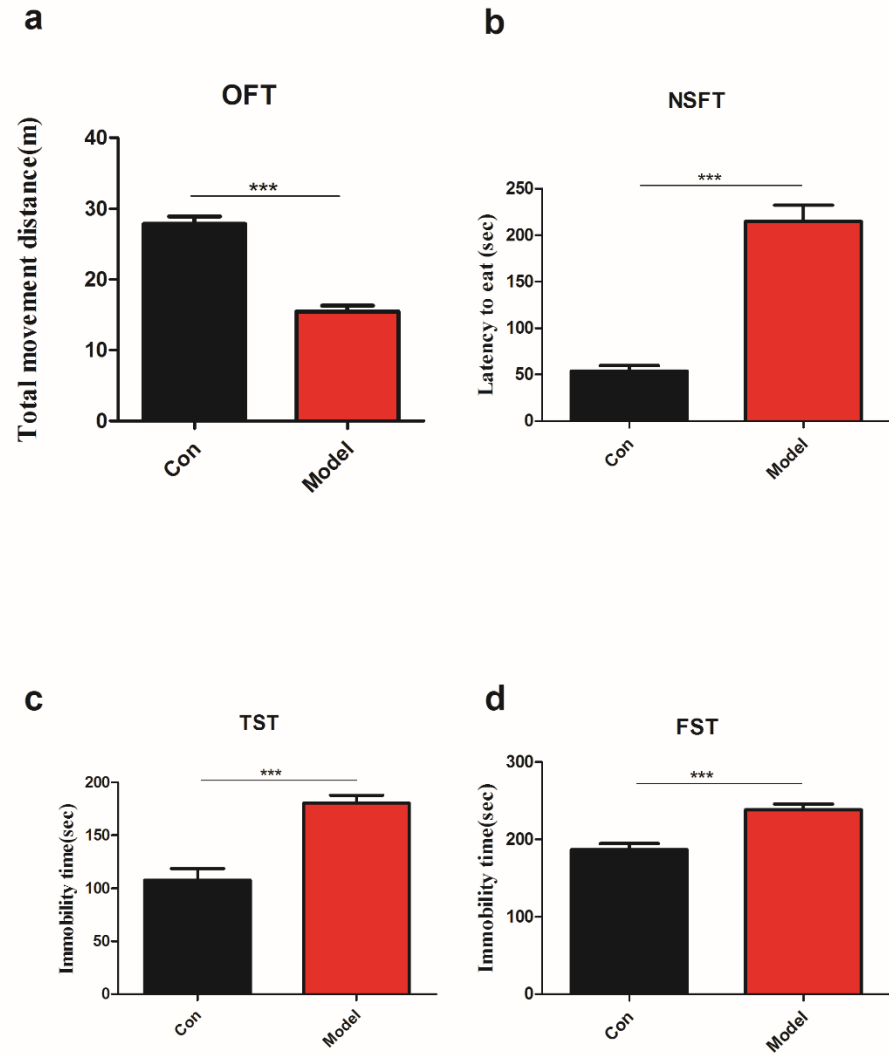 a
OFT
Total movement distance(m)
40
30
20
10
0
***
Con
Model
b
NSFT
Latency to eat (sec)
250
200
150
100
50
0
***
Con
Model
c
TST
Immobility time(sec)
200
150
100
50
0
***
Con
Model
d
FST
Immobility time(sec)
300
200
100
0
***
Con
Model